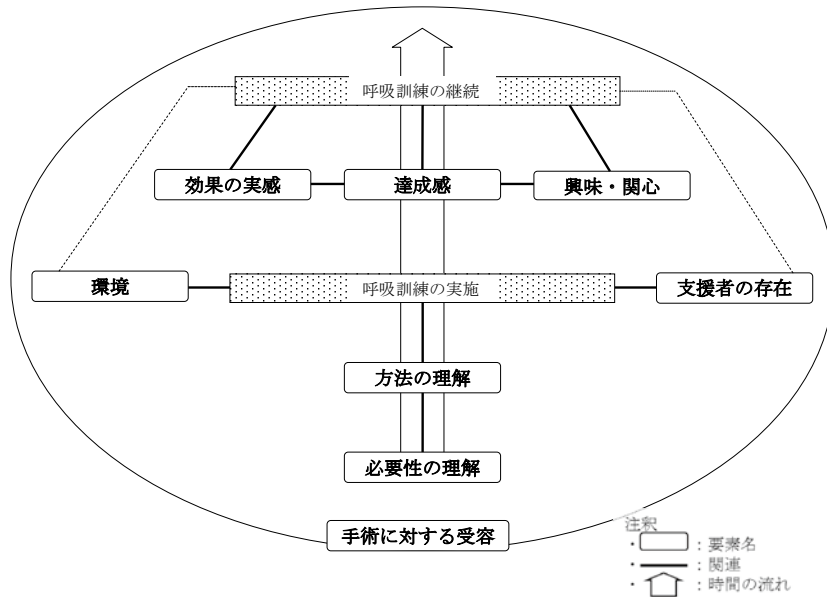 呼吸訓練の継続
効果の実感
達成感
興味・関心
環境
呼吸訓練の実施
支援者の存在
方法の理解
必要性の理解
手術に対する受容
注釈
・ : 要素名
・ : 関連
・ : 時間の流れ